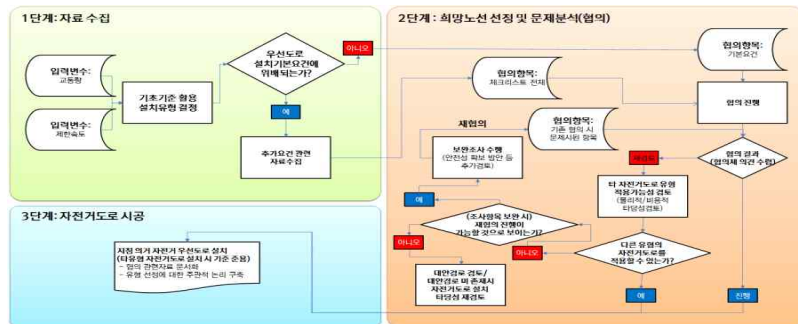 1단계: 자료 수집
입력변수:
교통량
입력변수:
제한속도
기초기준 활용
설치유형 결정
우선도로
설치기본요건에
위배되는가?
아니오
예
추가요건 관련
자료수집
2단계 : 희망노선 선정 및 문제분석(협의)
협의항목:
기본요건
협의항목:
체크리스트 전체
협의 진행
재협의
협의항목:
기존 협의 시
문제시된 항목
보완조사 수행
(안전성 확보 방안 등
추가검토)
협의 결과
(협의체 의견 수렴)
예
타 자전거도로 유형
적용가능성 검토
(물리적/비용적
타당성검토)
(조사항목 보완 시)
재협의 진행이
가능할 것으로 보이는가?
아니오
아니오
다른 유형의
자전거도로를
적용할 수 있는가?
대안경로 검토/
대안경로 미 존재시
자전거도로 설치
타당성 재검토
예
진행
3단계: 자전거도로 시공
지침 의거 자전거 우선도로 설치
(타유형 자전거도로 설치 시 기준 준용)
- 협의 관련자료 문서화
- 유형 선정에 대한 주관적 논리 구축